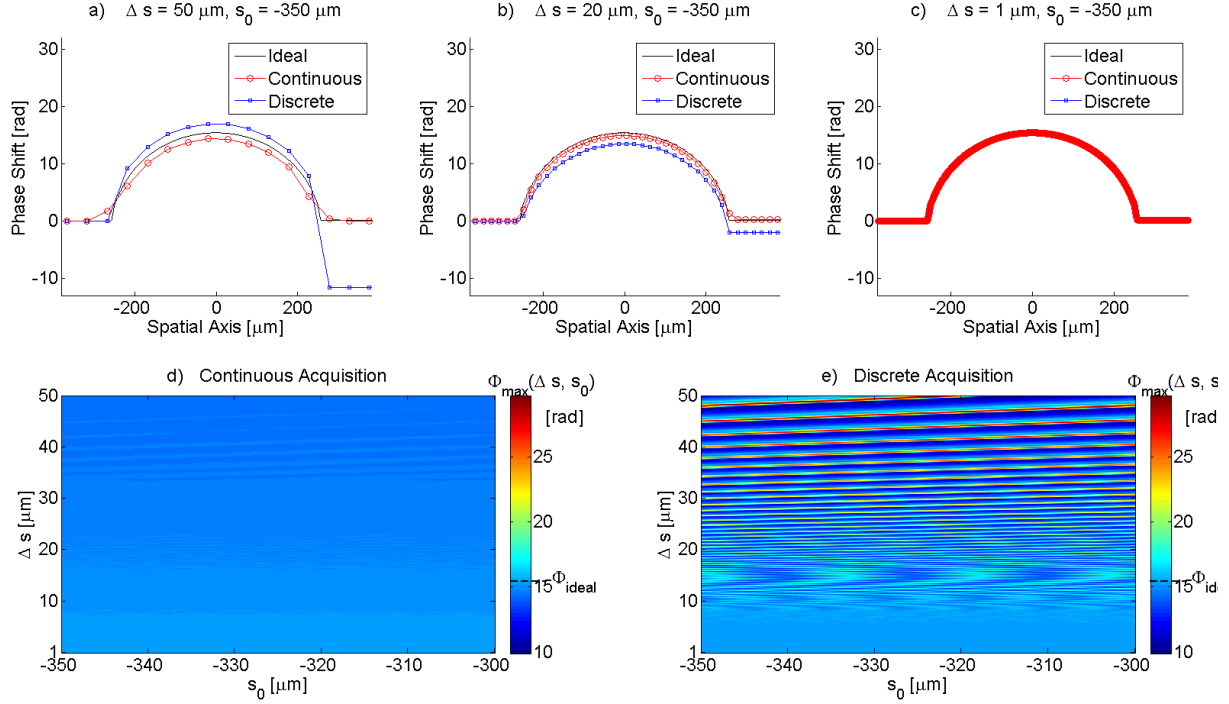 a) Δ s = 50 μm, s0 = -350 μm
30
20
10
0
-10
Phase Shift [rad]
Ideal
Continuous
Discrete
-200
0
200
Spatial Axis [μm]
b) Δ s = 20 μm, s0 = -350 μm
30
20
10
0
-10
Phase Shift [rad]
Ideal
Continuous
Discrete
-200
0
200
Spatial Axis [μm]
c) Δ s = 1 μm, s0 = -350 μm
30
20
10
0
-10
Phase Shift [rad]
Ideal
Continuous
Discrete
-200
0
200
Spatial Axis [μm]
d) Continuous Acquisition
50
40
30
20
10
1
Δ s [μm]
-350
-340
-330
-320
-310
-300
s0 [μm]
Φmax(Δ s, s0)
[rad]
25
20
15
10
Φideal
e) Discrete Acquisition
50
40
30
20
10
1
Δ s [μm]
-350
-340
-330
-320
-310
-300
s0 [μm]
Φmax(Δ s, s
[rad]
25
20
15
10
Φide